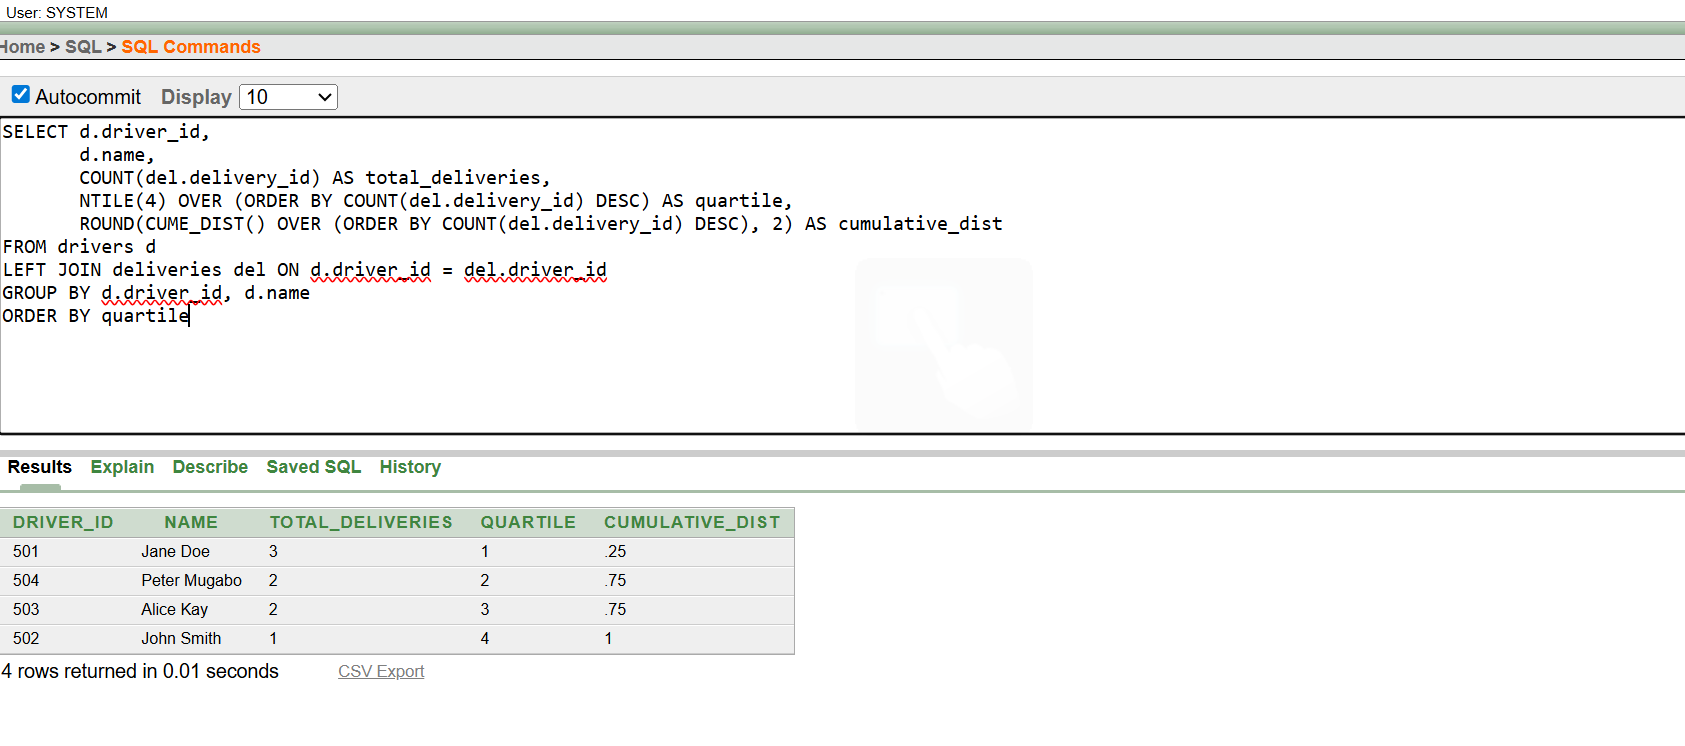 User: SYSTEM
Home > SQL > SQL Commands
Autocommit Display 10
SELECT d.driver_id,
       d.name,
       COUNT(del.delivery_id) AS total_deliveries,
       NTILE(4) OVER (ORDER BY COUNT(del.delivery_id) DESC) AS quartile,
       ROUND(CUME_DIST() OVER (ORDER BY COUNT(del.delivery_id) DESC), 2) AS cumulative_dist
FROM drivers d
LEFT JOIN deliveries del ON d.driver_id = del.driver_id
GROUP BY d.driver_id, d.name
ORDER BY quartile
Results Explain Describe Saved SQL History
DRIVER_ID NAME TOTAL_DELIVERIES QUARTILE CUMULATIVE_DIST
501 Jane Doe 3 1 .25
504 Peter Mugabo 2 2 .75
503 Alice Kay 2 3 .75
502 John Smith 1 4 1
4 rows returned in 0.01 seconds CSV Export